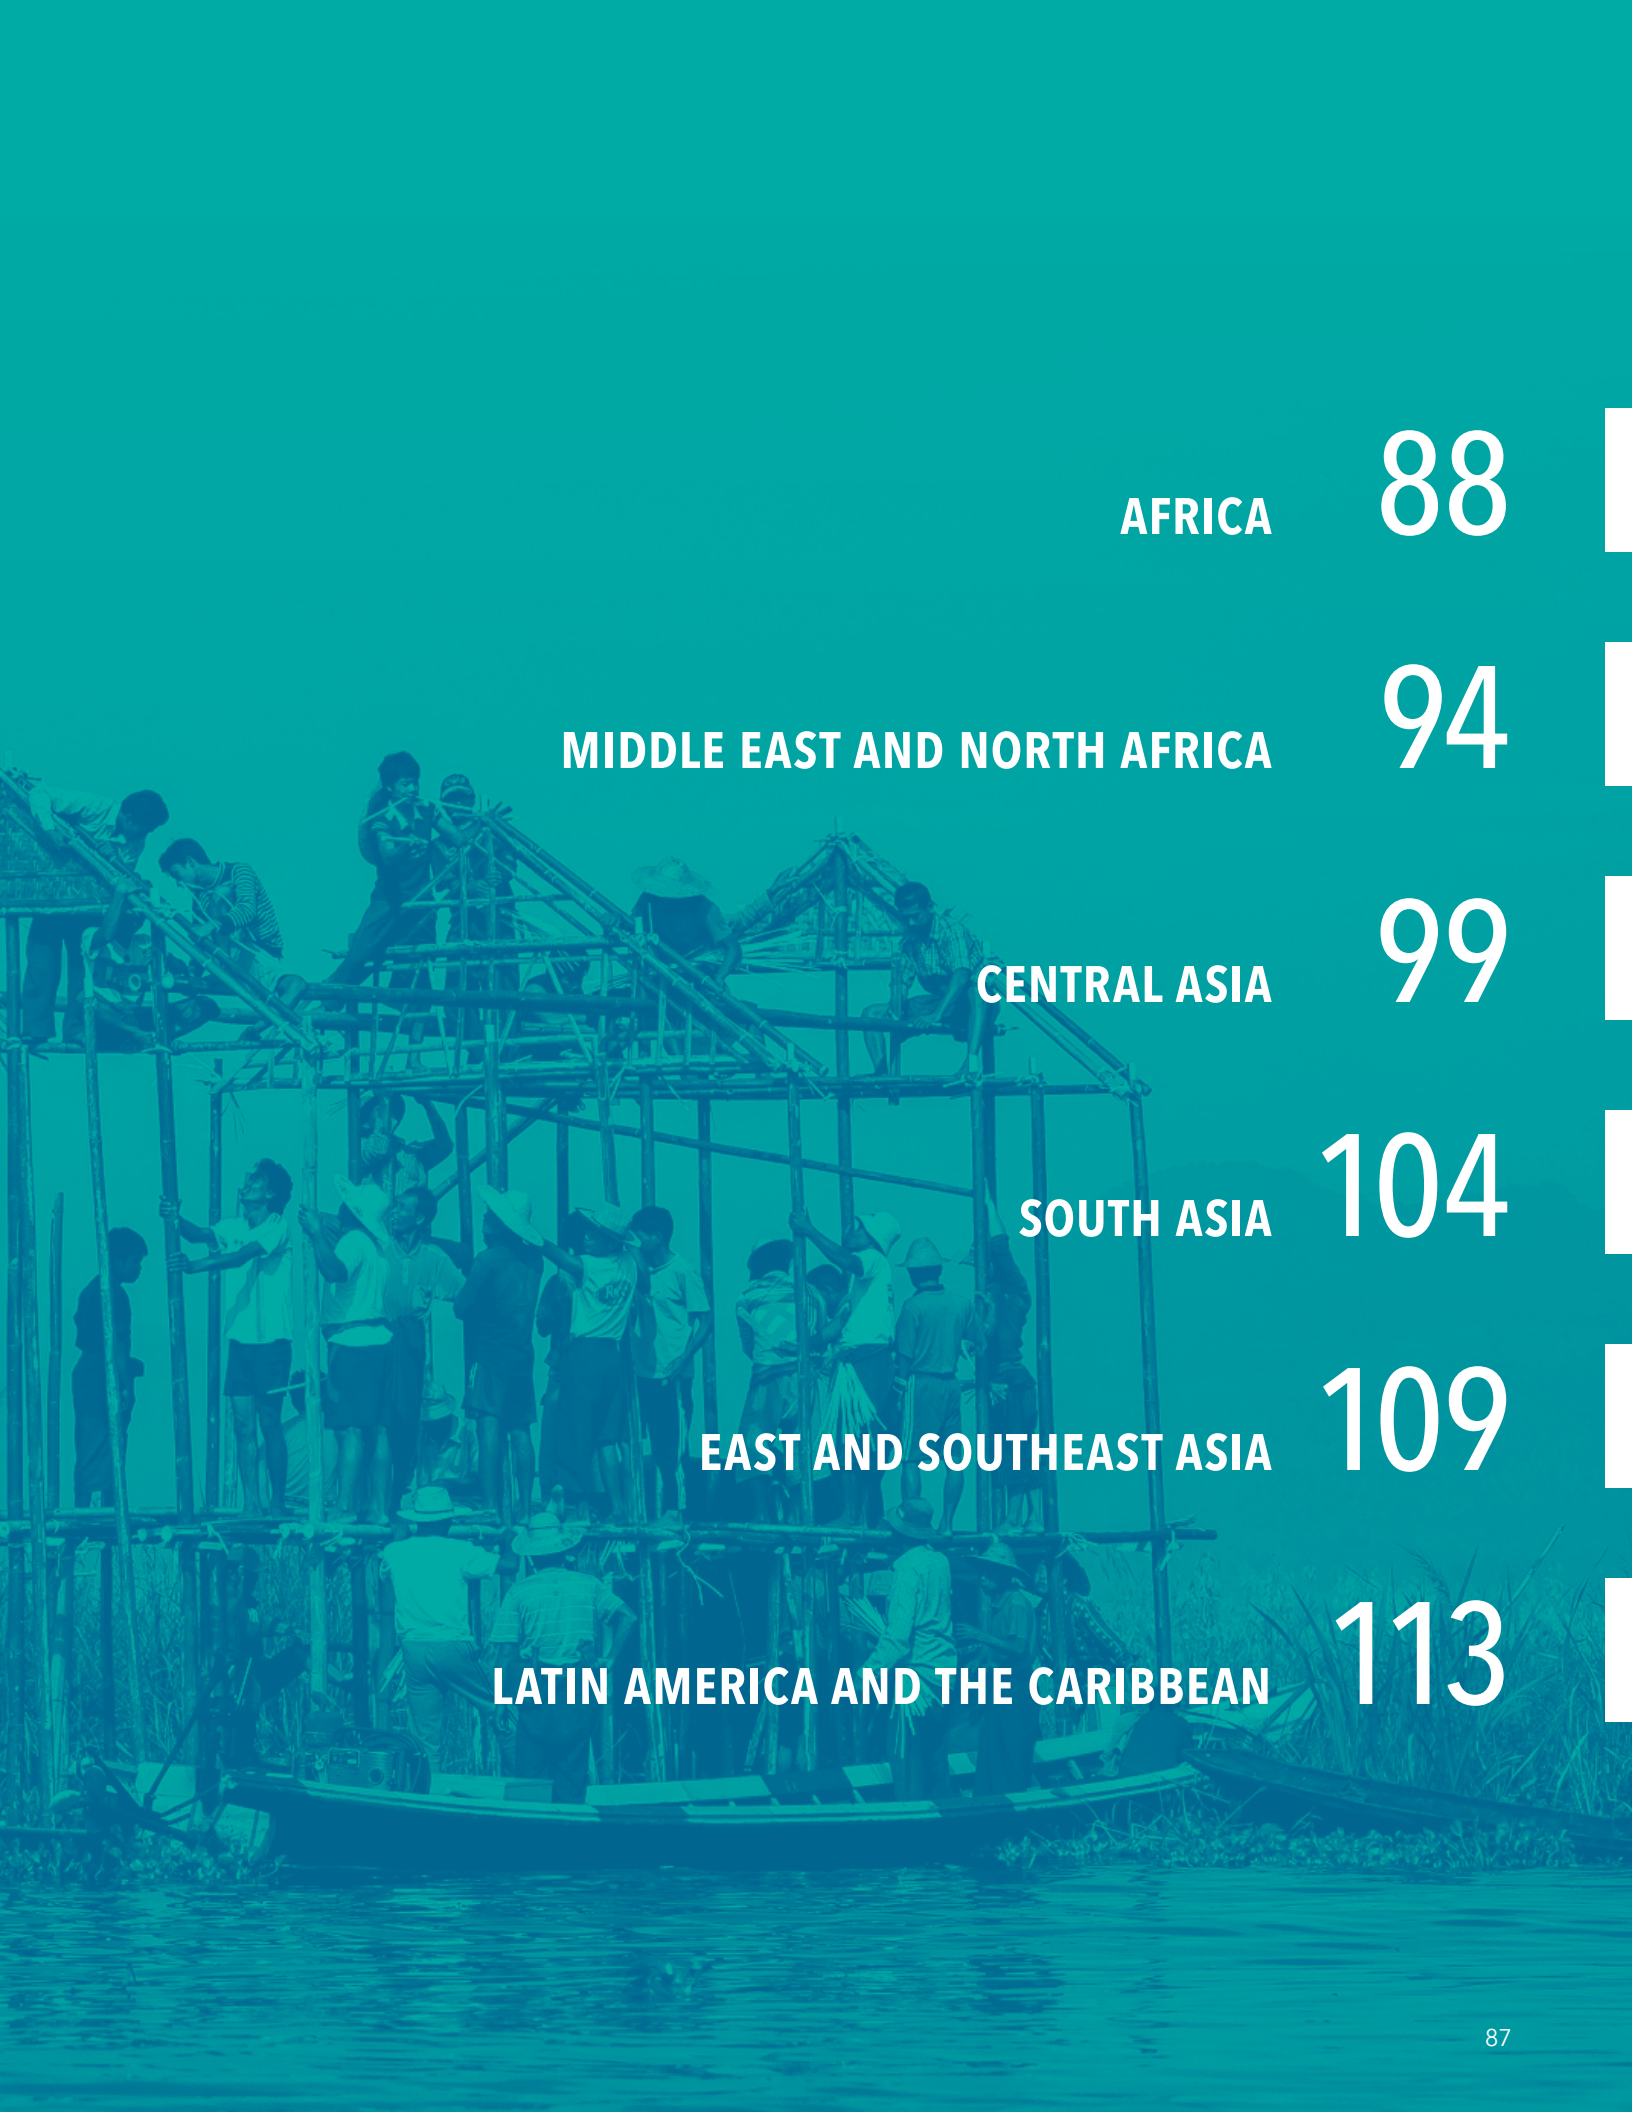 AFRICA 88
MIDDLE EAST AND NORTH AFRICA 94
CENTRAL ASIA 99
SOUTH ASIA 104
EAST AND SOUTHEAST ASIA 109
LATIN AMERICA AND THE CARIBBEAN 113
87